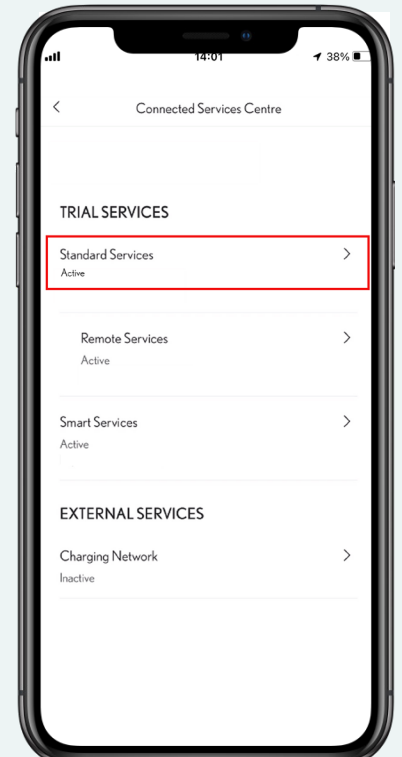 14:01
38%
Connected Services Centre
TRIAL SERVICES
Standard Services
Active
Remote Services
Active
Smart Services
Active
EXTERNAL SERVICES
Charging Network
Inactive